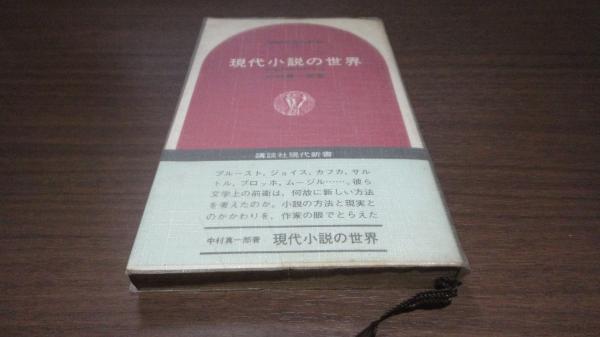 現代小説の世界
講談社現代新書
プルースト、ジョイス、カフカ、サル
トル、ブロッホ、ムージル……、彼ら
文学上の前衛は、何故に新しい方法
を考えたのか。小説の方法と現実と
のかかわりを、作家の眼でとらえた
中村真一郎著 現代小説の世界